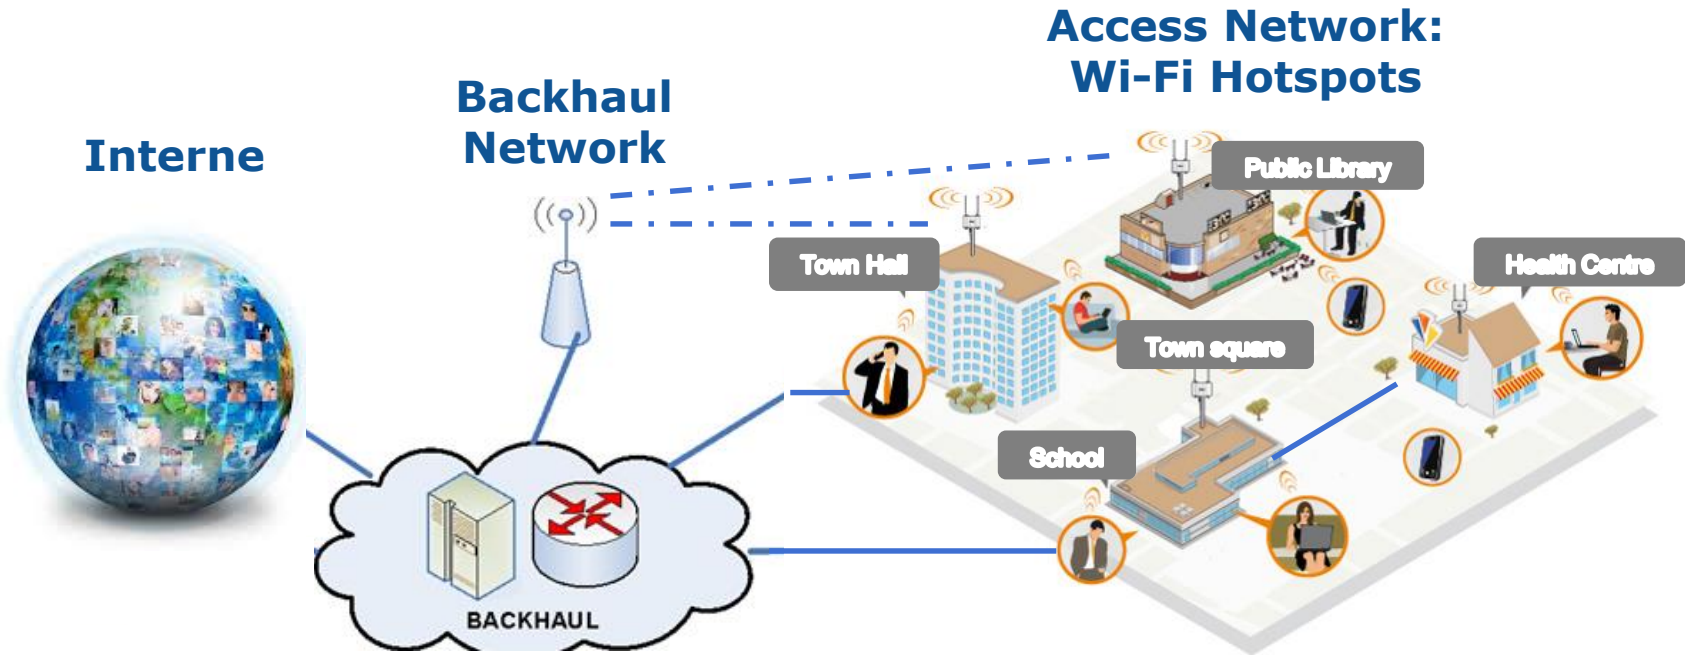 Access Network:
Wi-Fi Hotspots
Backhaul
Network
Interne
Public Library
Town Hall
Health Centre
Town square
School
BACKHAUL